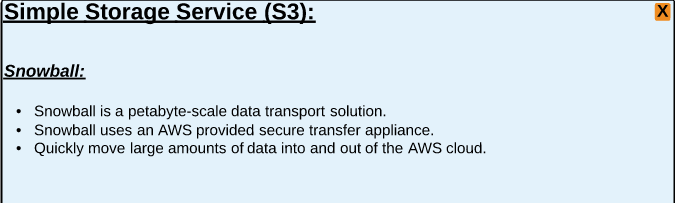 Simple Storage Service (S3):
X
Snowball:
• Snowball is a petabyte-scale data transport solution.
• Snowball uses an AWS provided secure transfer appliance.
• Quickly move large amounts of data into and out of the AWS cloud.